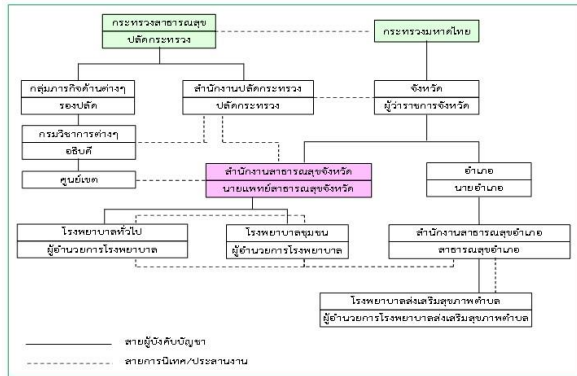 กระทรวงสาธารณสุข
ปลัดกระทรวง
กระทรวงมหาดไทย
กลุ่มภารกิจด้านต่างๆ
รองปลัด
สำนักงานปลัดกระทรวง
ปลัดกระทรวง
จังหวัด
ผู้ว่าราชการจังหวัด
กรมวิชาการต่างๆ
อธิบดี
ศูนย์เขต
สำนักงานสาธารณสุขจังหวัด
นายแพทย์สาธารณสุขจังหวัด
อำเภอ
นายอำเภอ
โรงพยาบาลทั่วไป
ผู้อำนวยการโรงพยาบาล
โรงพยาบาลชุมชน
ผู้อำนวยการโรงพยาบาล
สำนักงานสาธารณสุขอำเภอ
สาธารณสุขอำเภอ
โรงพยาบาลส่งเสริมสุขภาพตำบล
ผู้อำนวยการโรงพยาบาลส่งเสริมสุขภาพตำบล
สายผู้บังคับบัญชา
สายการนิเทศ/ประสานงาน